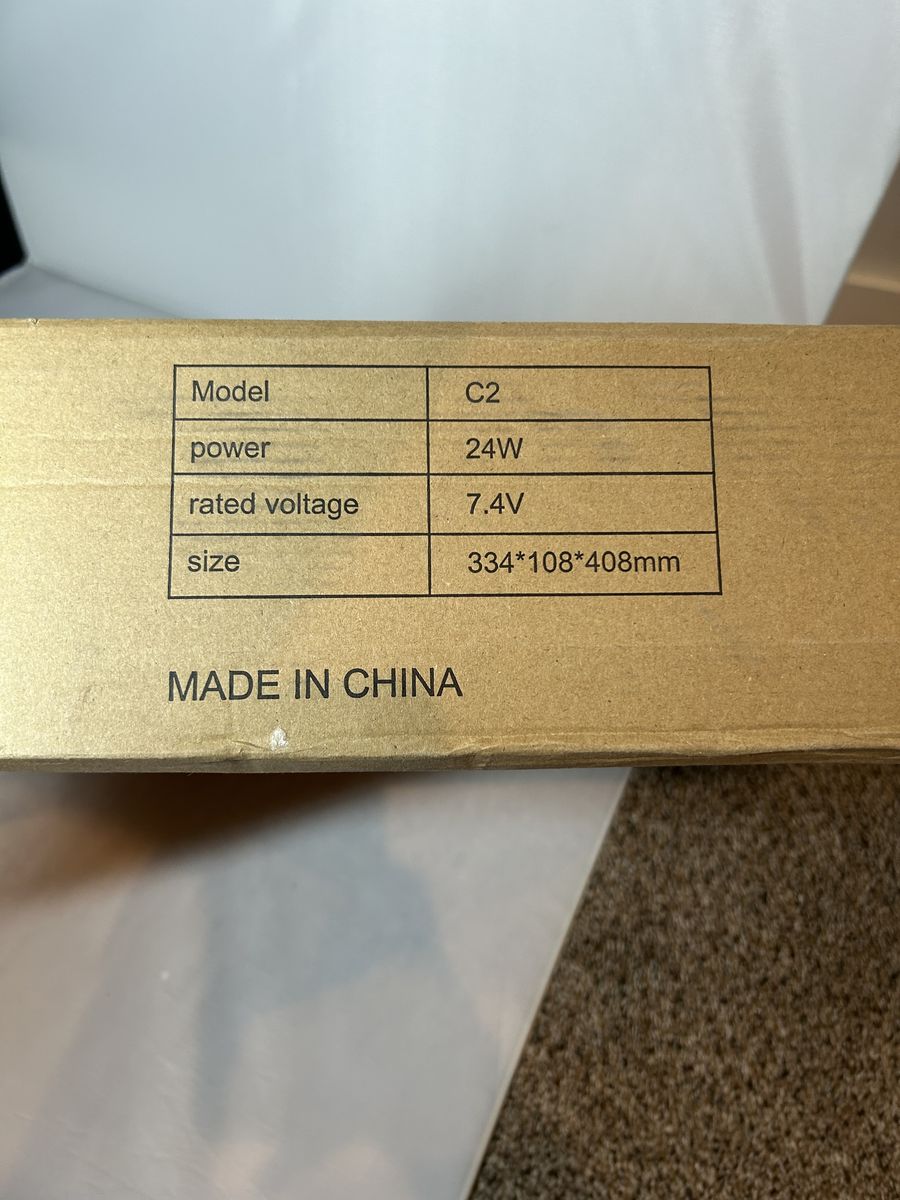 Model C2
power 24W
rated voltage 7.4V
size 334*108*408mm
MADE IN CHINA